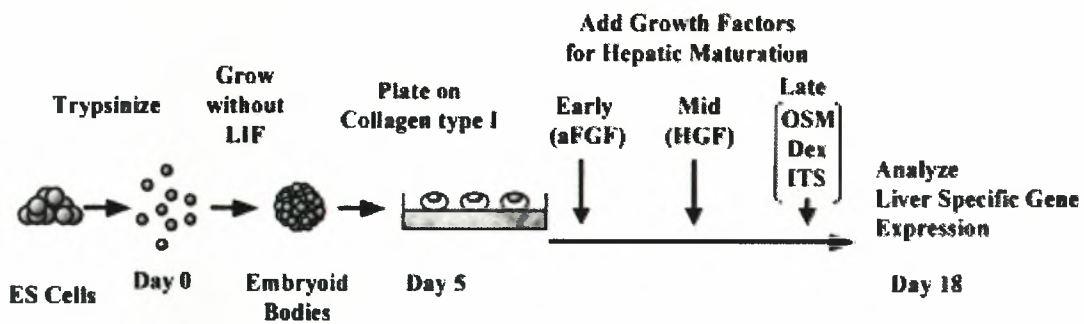 Add Growth Factors
for Hepatic Maturation
Trypsinize
Grow
without
LIF
Plate on
Collagen type I
Early
(aFGF)
Mid
(HGF)
Late
OSM
Dex
ITS
Analyze
Liver Specific Gene
Expression
ES Cells
Day 0
Embryoid
Bodies
Day 5
Day 18